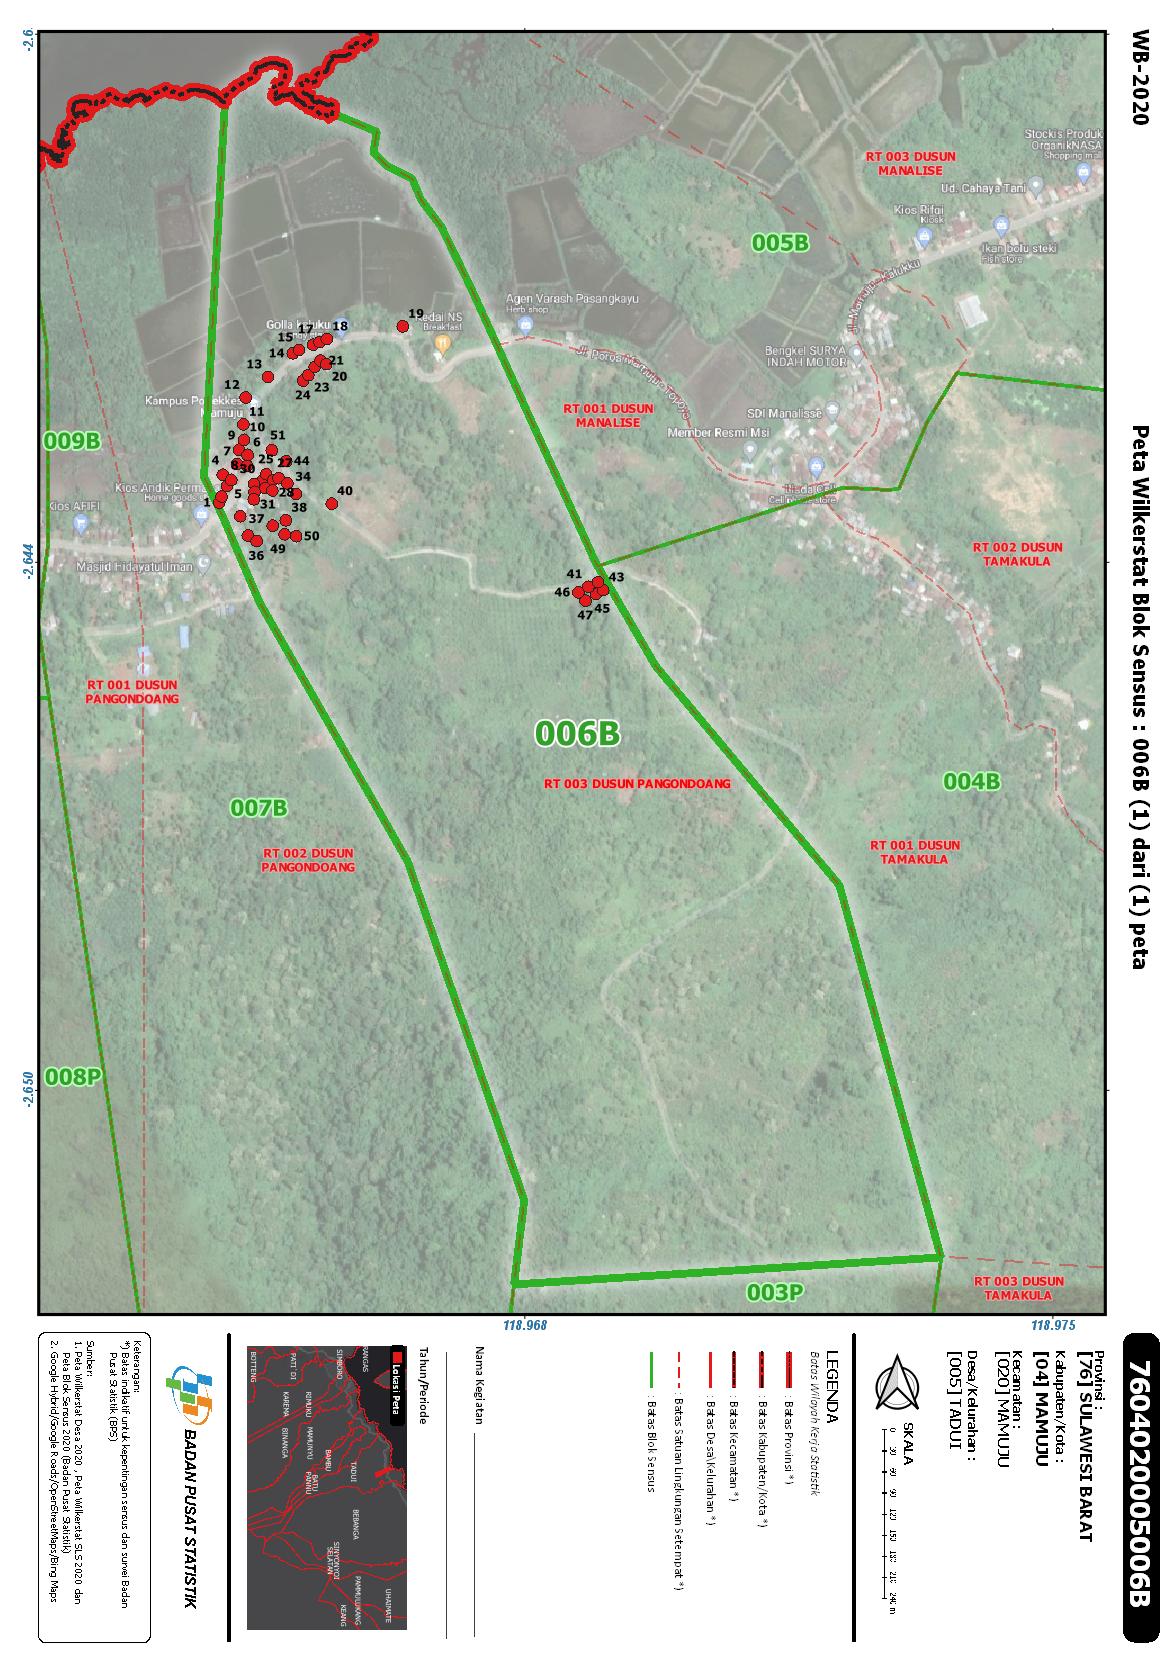 WB-2020
Peta Wilkerstat Blok Sensus : 006B (1) dari (1) peta
-2.6
-2.644
-2.650
118.968
118.975
Stockis Produk
OrganikNASA
Shopping mall
RT 003 DUSUN
MANALISE
Ud. Cahaya Tani
Kios Rifqi
Kiosk
Ikan bolu steki
Fish store
005B
Jl. Mamuju - Kalukku
Agen Varash Pasangkayu
Herb shop
Kedai NS
Breakfast
19
17
18
15
14
13
21
20
23
24
12
11
10
9
6
51
7
8
30
25
27
44
4
34
5
31
28
1
40
37
38
36
49
50
Jl. Poros Mamuju - Topoyo
Bengkel SURYA
INDAH MOTOR
SDI Manalisse
Member Resmi Msi
Cell phone store
RT 001 DUSUN
MANALISE
009B
Mamuju
Kios Andik Perma
Home goods
Kios AFIFI
Masjid Hidayatul Iman
41
43
46
45
47
RT 002 DUSUN
TAMAKULA
RT 001 DUSUN
PANGONDOANG
006B
RT 003 DUSUN PANGONDOANG
004B
007B
RT 001 DUSUN
TAMAKULA
RT 002 DUSUN
PANGONDOANG
008P
003P
RT 003 DUSUN
TAMAKULA
7604020005006B
Provinsi :
[76] SULAWESI BARAT
Kabupaten/Kota :
[04] MAMUJU
Kecamatan :
[020] MAMUJU
Desa/Kelurahan :
[005] TADUI
SKALA
0 30 60 90 120 150 180 210 240 m
LEGENDA
Batas Wilayah Kerja Statistik
: Batas Provinsi *)
: Batas Kabupaten/Kota *)
: Batas Kecamatan *)
: Batas Desa\Kelurahan *)
: Batas Satuan Lingkungan Setempat *)
: Batas Blok Sensus
Nama Kegiatan
Tahun/Periode
Lokasi Peta
RANGAS
SIMBORO
PATI DI
BOTTENG
RIMUKU
KAREMA
MAMUNYU
BINANGA
BAMBU
TADUI
BATU
PANNU
BEBANGA
SINYONYOI
SELATAN
PAMMULUKANG
KEANG
UHAIMATE
BADAN PUSAT STATISTIK
Keterangan:
*) Batas indikatif untuk kepentingan sensus dan survei Badan
Pusat Statistik (BPS)
Sumber:
1. Peta Wilkerstat Desa 2020 , Peta Wilkerstat SLS 2020 dan
Peta Blok Sensus 2020 (Badan Pusat Statistik)
2. Google Hybrid/Google Roads/OpenStreetMaps/Bing Maps